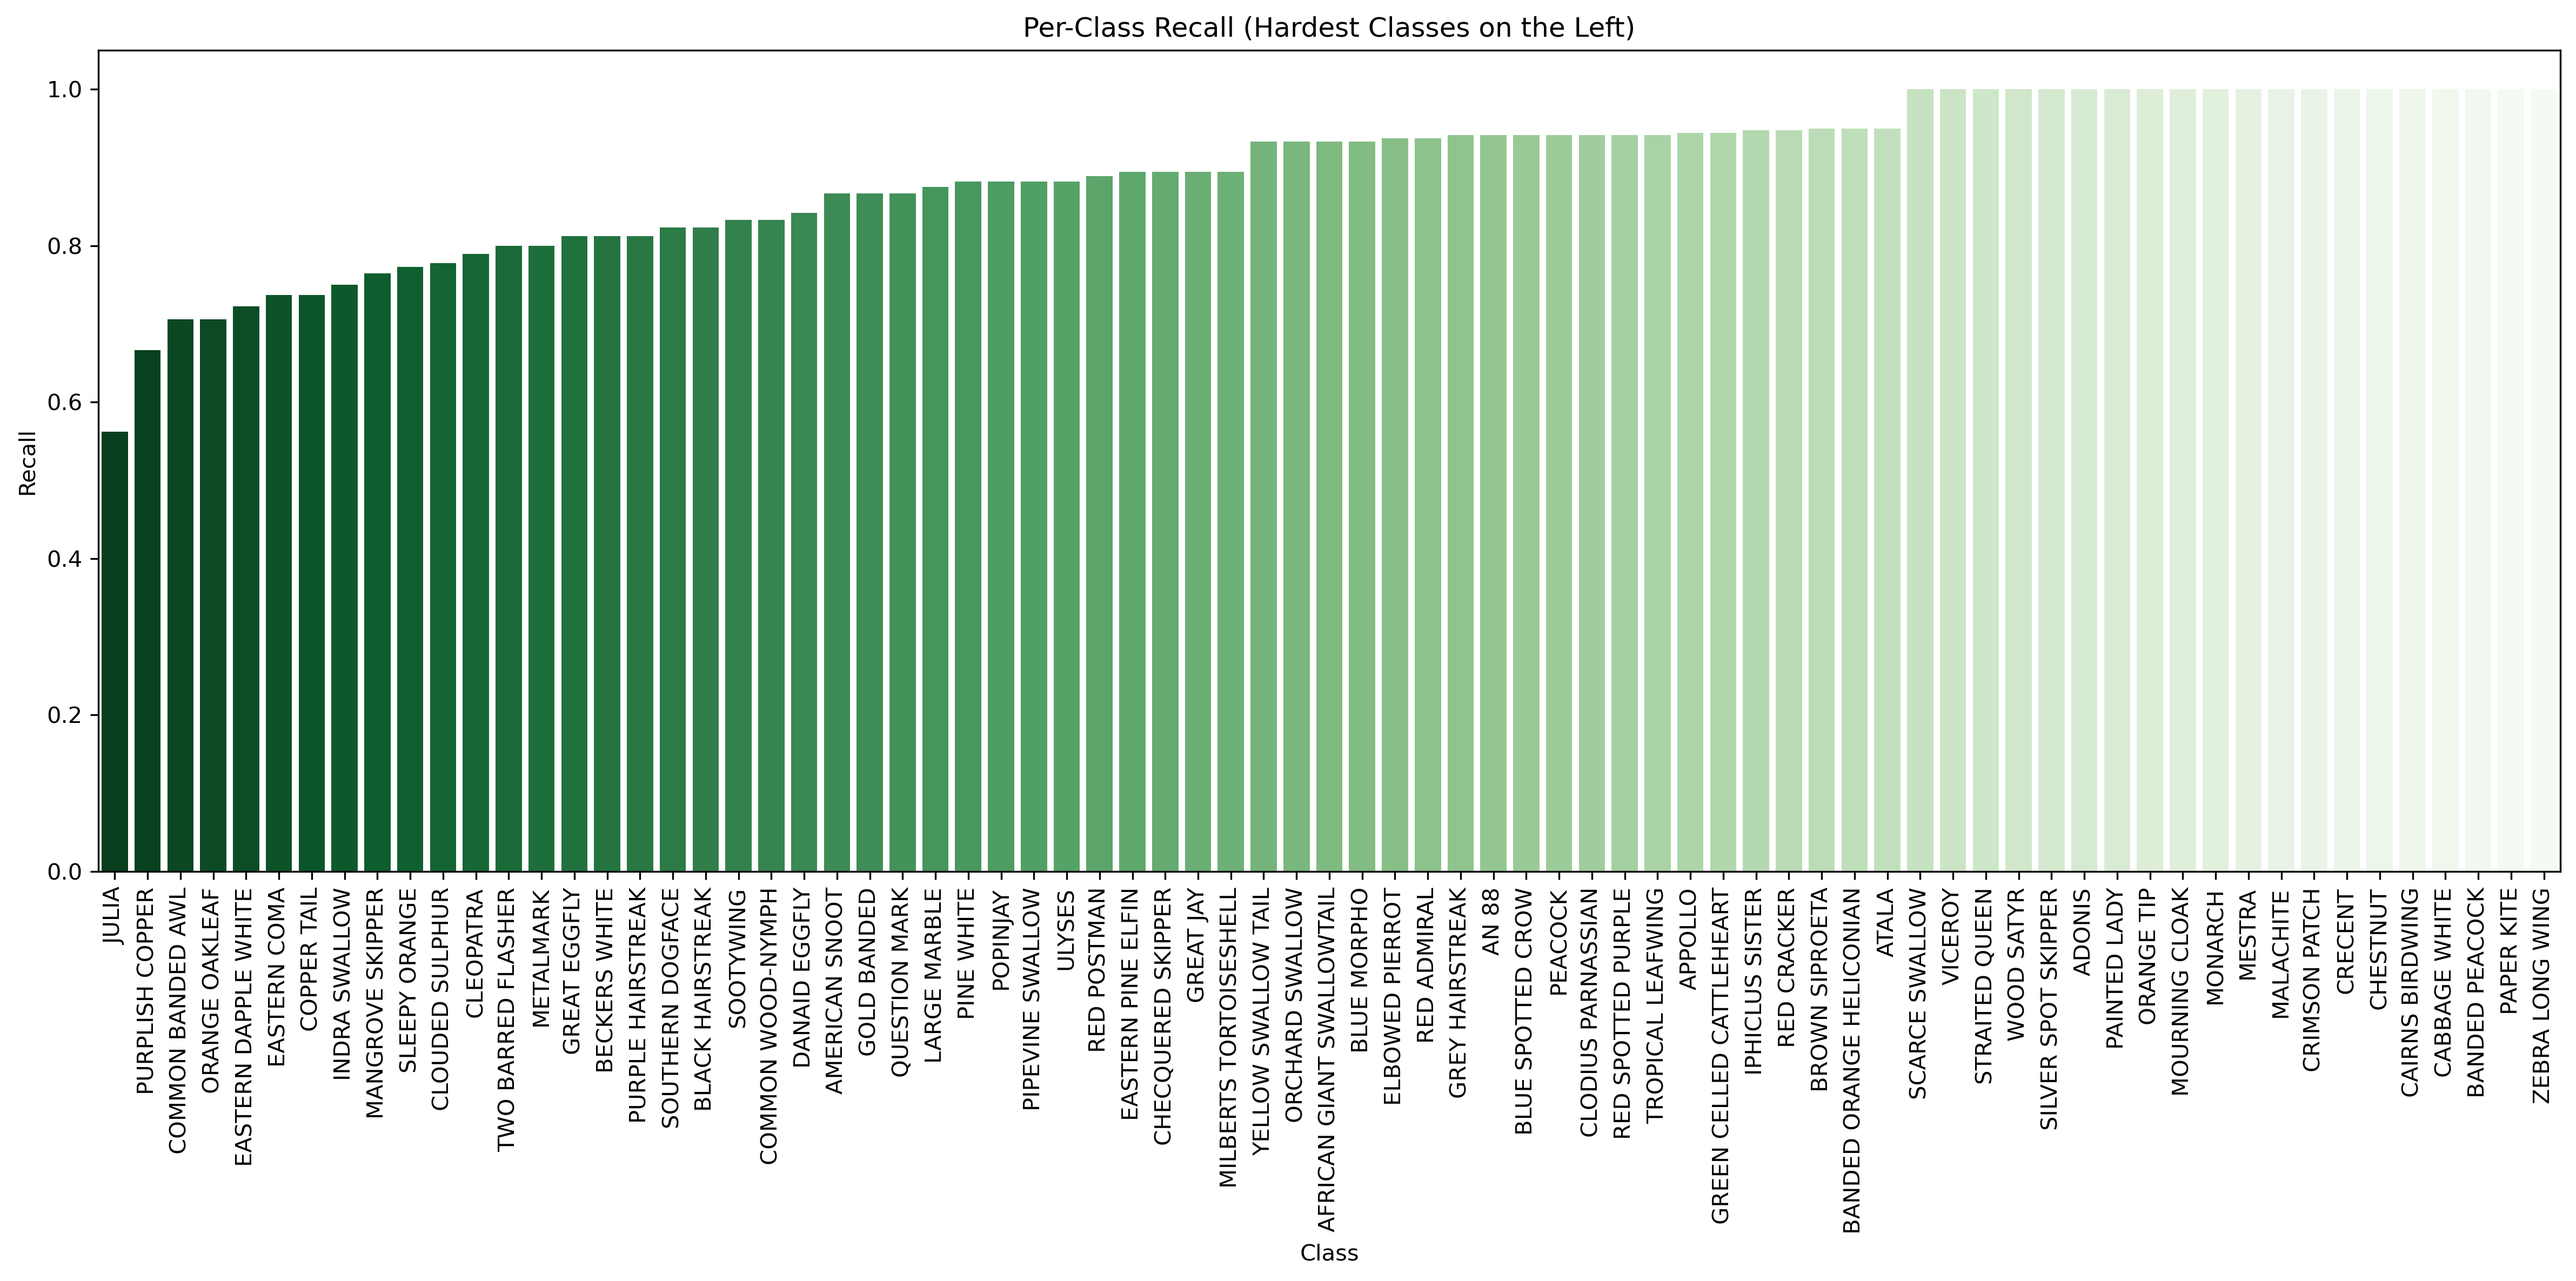 Per-Class Recall (Hardest Classes on the Left)
1.0
0.8
0.6
0.4
0.2
0.0
Recall
JULIA
PURPLISH COPPER
COMMON BANDED AWL
ORANGE OAKLEAF
EASTERN DAPPLE WHITE
EASTERN COMA
COPPER TAIL
INDRA SWALLOW
MANGROVE SKIPPER
SLEEPY ORANGE
CLOUDED SULPHUR
CLEOPATRA
TWO BARRED FLASHER
METALMARK
GREAT EGGFLY
BECKERS WHITE
PURPLE HAIRSTREAK
SOUTHERN DOGFACE
BLACK HAIRSTREAK
SOOTYWING
COMMON WOOD-NYMPH
DANAID EGGFLY
AMERICAN SNOOT
GOLD BANDED
QUESTION MARK
LARGE MARBLE
PINE WHITE
POPINJAY
PIPEVINE SWALLOW
ULYSES
RED POSTMAN
EASTERN PINE ELFIN
CHECQUERED SKIPPER
GREAT JAY
MILBERTS TORTOISESHELL
YELLOW SWALLOW TAIL
ORCHARD SWALLOW
AFRICAN GIANT SWALLOWTAIL
BLUE MORPHO
ELBOWED PIERROT
RED ADMIRAL
GREY HAIRSTREAK
AN 88
BLUE SPOTTED CROW
PEACOCK
CLODIUS PARNASSIAN
RED SPOTTED PURPLE
TROPICAL LEAFWING
APPOLLO
GREEN CELLED CATTLEHEART
IPHICLUS SISTER
RED CRACKER
BROWN SIPROETA
BANDED ORANGE HELICONIAN
ATALA
SCARCE SWALLOW
VICEROY
STRAITED QUEEN
WOOD SATYR
SILVER SPOT SKIPPER
ADONIS
PAINTED LADY
ORANGE TIP
MOURNING CLOAK
MONARCH
MESTRA
MALACHITE
CRIMSON PATCH
CRECENT
CHESTNUT
CAIRNS BIRDWING
CABBAGE WHITE
BANDED PEACOCK
PAPER KITE
ZEBRA LONG WING
Class